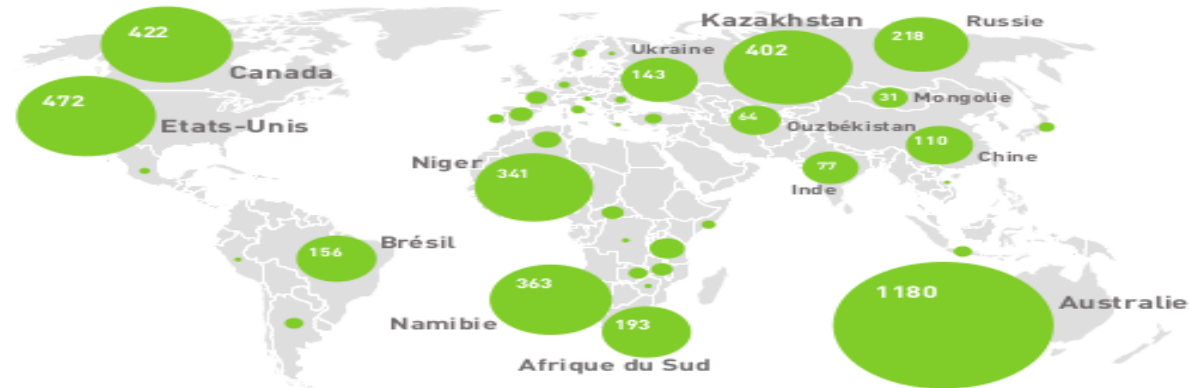 422
Canada
472
Etats-Unis
Kazakhstan
402
Russie
218
Ukraine
143
31 Mongolie
64
Ouzbékistan
110
Chine
77
Inde
Niger
341
Brésil
156
363
Namibie
193
Afrique du Sud
1180
Australie